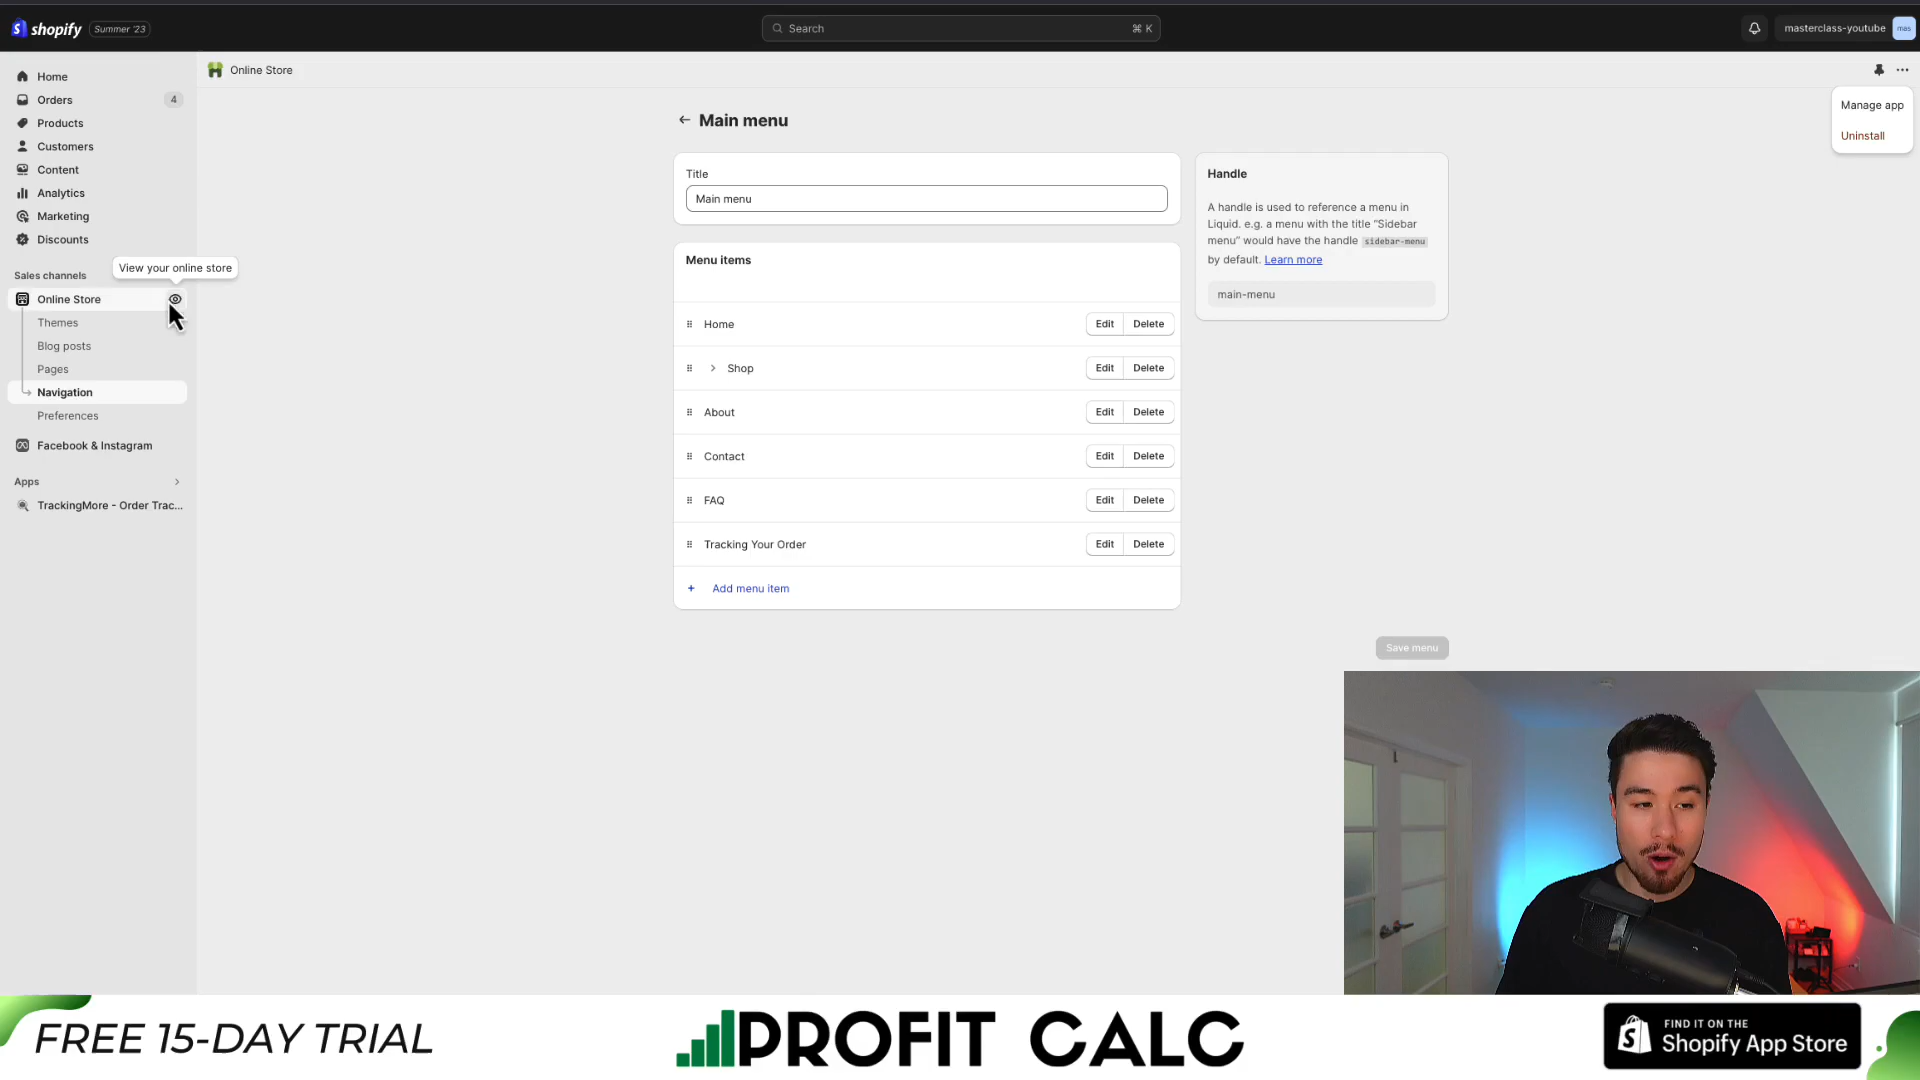 shopify
Summer '23
Search
⌘ K
masterclass-youtube
mas
Home
Orders
4
Products
Customers
Content
Analytics
Marketing
Discounts
Sales channels
View your online store
Online Store
Themes
Blog posts
Pages
Navigation
Preferences
Facebook & Instagram
Apps
TrackingMore - Order Trac...
Online Store
Manage app
Uninstall
Main menu
Title
Main menu
Menu items
Home
Edit
Delete
Shop
Edit
Delete
About
Edit
Delete
Contact
Edit
Delete
FAQ
Edit
Delete
Tracking Your Order
Edit
Delete
+ Add menu item
Handle
A handle is used to reference a menu in
Liquid. e.g. a menu with the title “Sidebar
menu” would have the handle sidebar-menu
by default. Learn more
main-menu
Save menu
FREE 15-DAY TRIAL
PROFIT CALC
FIND IT ON THE
Shopify App Store